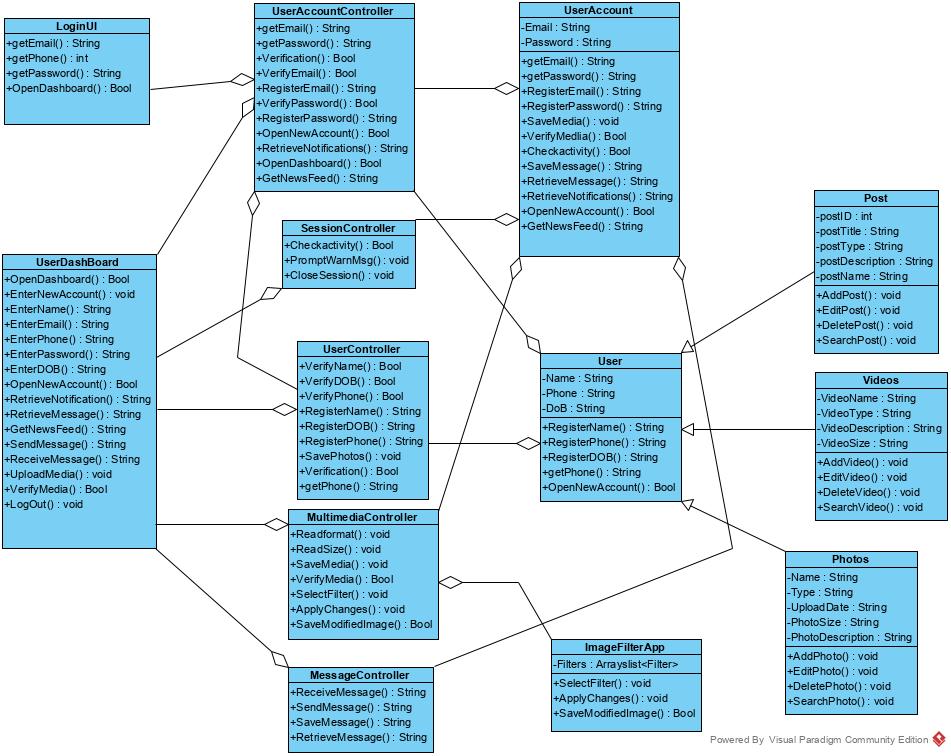 LoginUI
+getEmail() : String
+getPhone() : int
+getPassword() : String
+OpenDashboard() : Bool
UserAccountController
+getEmail() : String
+getPassword() : String
+Verification() : Bool
+VerifyEmail() : Bool
+RegisterEmail() : String
+VerifyPassword() : Bool
+RegisterPassword() : String
+OpenNewAccount() : Bool
+RetrieveNotifications() : String
+OpenDashboard() : Bool
+GetNewsFeed() : String
UserAccount
-Email : String
-Password : String
+getEmail() : String
+getPassword() : String
+RegisterEmail() : String
+RegisterPassword() : String
+SaveMedia() : void
+VerifyMedlia() : Bool
+Checkactivity() : Bool
+SaveMessage() : String
+RetrieveMessage() : String
+RetrieveNotifications() : String
+OpenNewAccount() : Bool
+GetNewsFeed() : String
SessionController
+Checkactivity() : Bool
+PromptWarnMsg() : void
+CloseSession() : void
Post
-postID : int
-postTitle : String
-postType : String
-postDescription : String
-postName : String
+AddPost() : void
+EditPost() : void
+DeletePost() : void
+SearchPost() : void
UserDashBoard
+OpenDashboard() : Bool
+EnterNewAccount() : void
+EnterName() : String
+EnterEmail() : String
+EnterPhone() : String
+EnterPassword() : String
+EnterDOB() : String
+OpenNewAccount() : Bool
+RetrieveNotification() : String
+RetrieveMessage() : String
+GetNewsFeed() : String
+SendMessage() : String
+ReceiveMessage() : String
+UploadMedia() : void
+VerifyMedia() : Bool
+LogOut() : void
UserController
+VerifyName() : Bool
+VerifyDOB() : Bool
+VerifyPhone() : Bool
+RegisterName() : String
+RegisterDOB() : String
+RegisterPhone() : String
+SavePhotos() : void
+Verification() : Bool
+getPhone() : String
User
-Name : String
-Phone : String
-DoB : String
+RegisterName() : String
+RegisterPhone() : String
+RegisterDOB() : String
+getPhone() : String
+OpenNewAccount() : Bool
Videos
-VideoName : String
-VideoType : String
-VideoDescription : String
-VideoSize : String
+AddVideo() : void
+EditVideo() : void
+DeleteVideo() : void
+SearchVideo() : void
MultimediaController
+Readformat() : void
+ReadSize() : void
+SaveMedia() : void
+VerifyMedia() : Bool
+SelectFilter() : void
+ApplyChanges() : void
+SaveModifiedImage() : Bool
Photos
-Name : String
-Type : String
-UploadDate : String
-PhotoSize : String
-PhotoDescription : String
+AddPhoto() : void
+EditPhoto() : void
+DeletePhoto() : void
+SearchPhoto() : void
ImageFilterApp
-Filters : Arrayslist<Filter>
+SelectFilter() : void
+ApplyChanges() : void
+SaveModifiedImage() : Bool
MessageController
+ReceiveMessage() : String
+SendMessage() : String
+SaveMessage() : String
+RetrieveMessage() : String
Powered By Visual Paradigm Community Edition